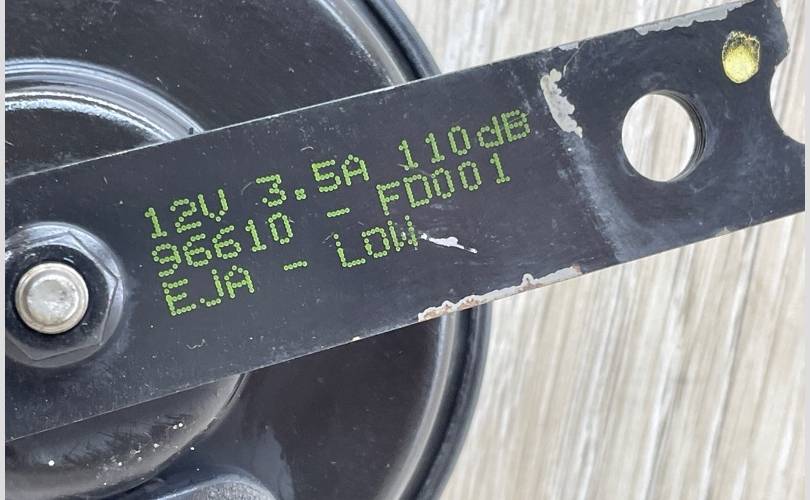 12V 3.5A 110dB
96610 - FD001
EJA - LOW